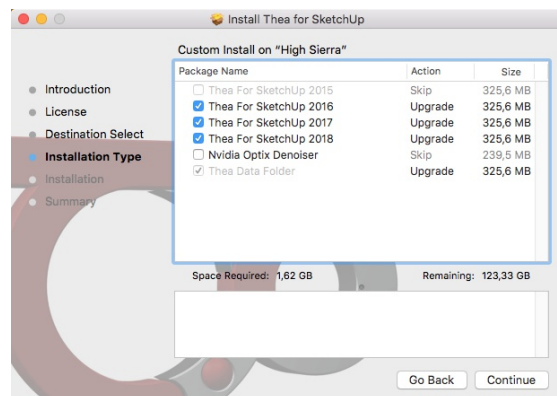 Install Thea for SketchUp
Custom Install on “High Sierra”
Package Name Action Size
Thea For SketchUp 2015 Skip 325,6 MB
Thea For SketchUp 2016 Upgrade 325,6 MB
Thea For SketchUp 2017 Upgrade 325,6 MB
Thea For SketchUp 2018 Upgrade 325,6 MB
Nvidia Optix Denoiser Skip 239,5 MB
Thea Data Folder Upgrade 325,6 MB
Introduction
License
Destination Select
Installation Type
Installation
Summary
Space Required: 1,62 GB Remaining: 123,33 GB
Go Back Continue